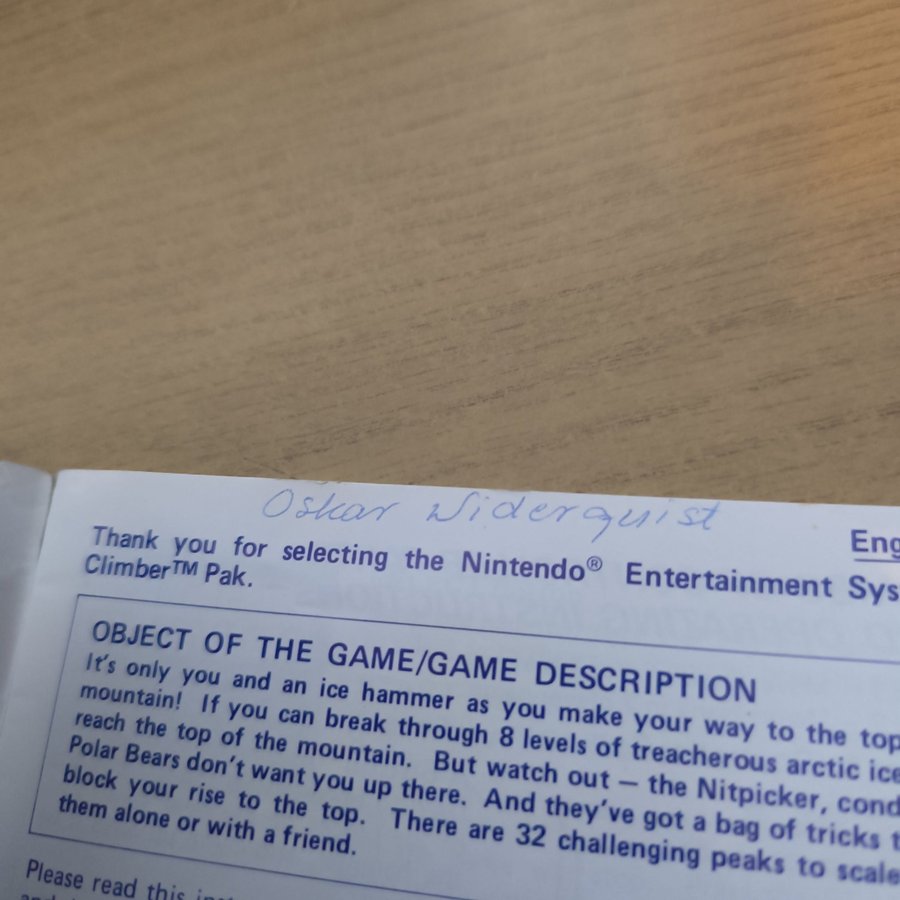 Oskar Widerquist
Eng
Thank you for selecting the Nintendo® Entertainment Sys
Climber™ Pak.
OBJECT OF THE GAME/GAME DESCRIPTION
It's only you and an ice hammer as you make your way to the top
mountain! If you can break through 8 levels of treacherous arctic ice
reach the top of the mountain. But watch out — the Nitpicker, cond
Polar Bears don't want you up there. And they've got a bag of tricks t
block your rise to the top. There are 32 challenging peaks to scale
them alone or with a friend.
Please read this